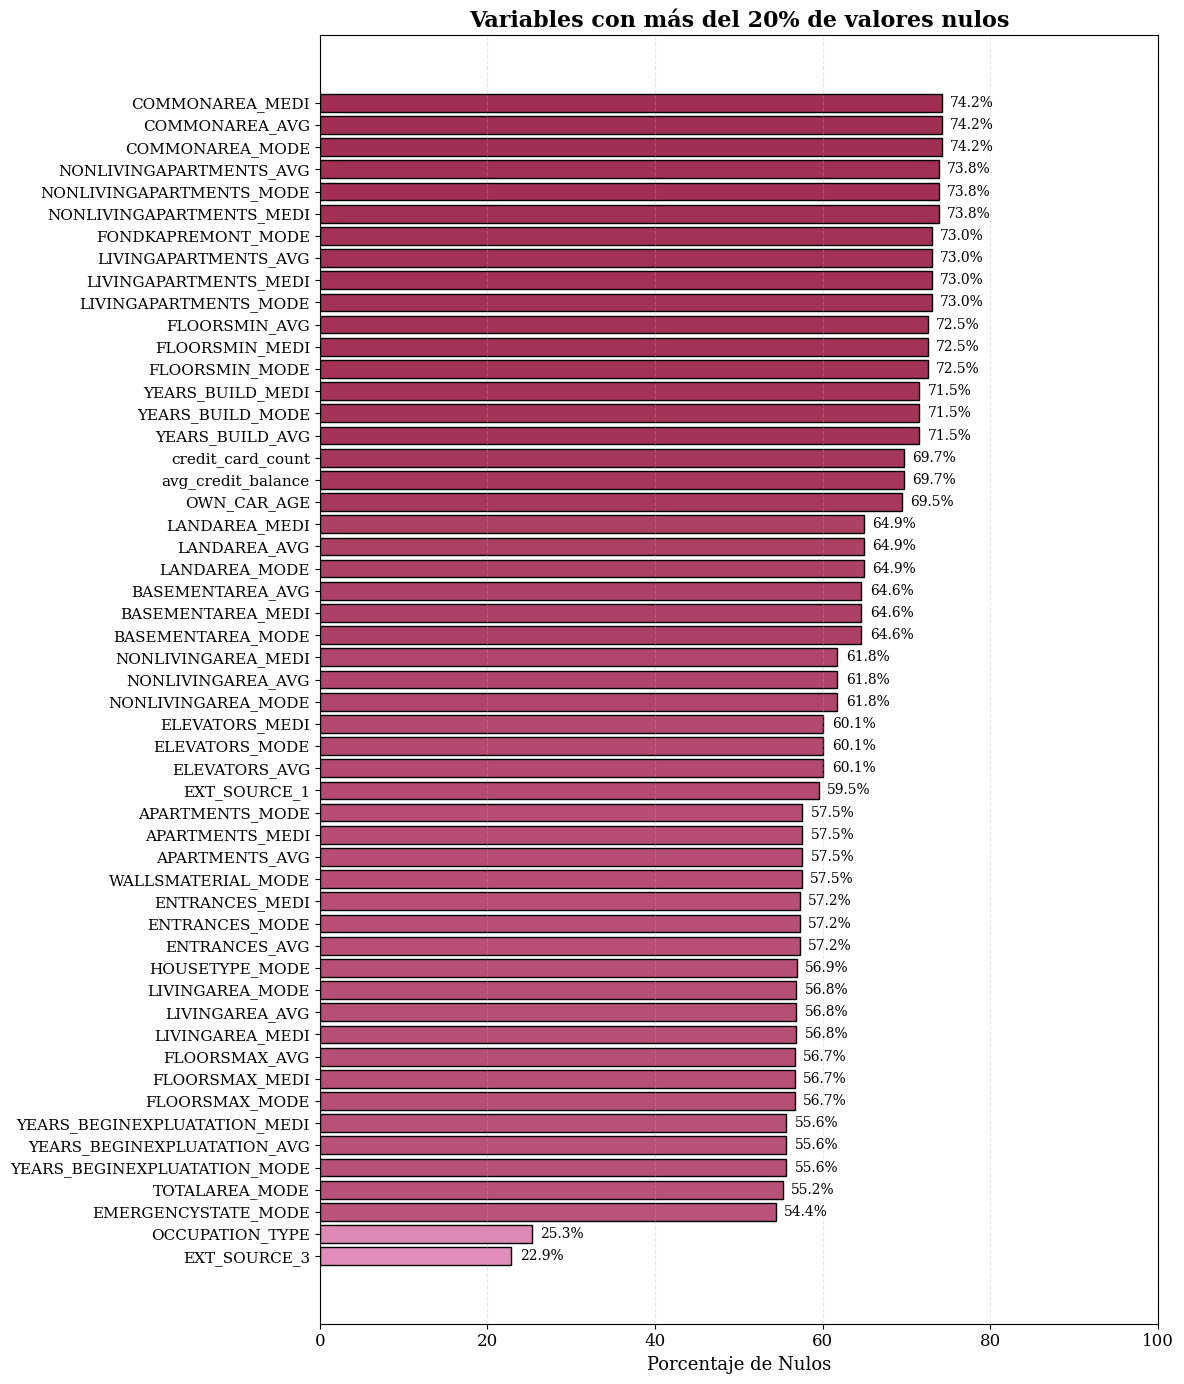 Variables con más del 20% de valores nulos
COMMONAREA_MEDI 74.2%
COMMONAREA_AVG 74.2%
COMMONAREA_MODE 74.2%
NONLIVINGAPARTMENTS_AVG 73.8%
NONLIVINGAPARTMENTS_MODE 73.8%
NONLIVINGAPARTMENTS_MEDI 73.8%
FONDKAPREMONT_MODE 73.0%
LIVINGAPARTMENTS_AVG 73.0%
LIVINGAPARTMENTS_MEDI 73.0%
LIVINGAPARTMENTS_MODE 73.0%
FLOORSMIN_AVG 72.5%
FLOORSMIN_MEDI 72.5%
FLOORSMIN_MODE 72.5%
YEARS_BUILD_MEDI 71.5%
YEARS_BUILD_MODE 71.5%
YEARS_BUILD_AVG 71.5%
credit_card_count 69.7%
avg_credit_balance 69.7%
OWN_CAR_AGE 69.5%
LANDAREA_MEDI 64.9%
LANDAREA_AVG 64.9%
LANDAREA_MODE 64.9%
BASEMENTAREA_AVG 64.6%
BASEMENTAREA_MEDI 64.6%
BASEMENTAREA_MODE 64.6%
NONLIVINGAREA_MEDI 61.8%
NONLIVINGAREA_AVG 61.8%
NONLIVINGAREA_MODE 61.8%
ELEVATORS_MEDI 60.1%
ELEVATORS_MODE 60.1%
ELEVATORS_AVG 60.1%
EXT_SOURCE_1 59.5%
APARTMENTS_MODE 57.5%
APARTMENTS_MEDI 57.5%
APARTMENTS_AVG 57.5%
WALLSMATERIAL_MODE 57.5%
ENTRANCES_MEDI 57.2%
ENTRANCES_MODE 57.2%
ENTRANCES_AVG 57.2%
HOUSETYPE_MODE 56.9%
LIVINGAREA_MODE 56.8%
LIVINGAREA_AVG 56.8%
LIVINGAREA_MEDI 56.8%
FLOORSMAX_AVG 56.7%
FLOORSMAX_MEDI 56.7%
FLOORSMAX_MODE 56.7%
YEARS_BEGINEXPLUATATION_MEDI 55.6%
YEARS_BEGINEXPLUATATION_AVG 55.6%
YEARS_BEGINEXPLUATATION_MODE 55.6%
TOTALAREA_MODE 55.2%
EMERGENCYSTATE_MODE 54.4%
OCCUPATION_TYPE 25.3%
EXT_SOURCE_3 22.9%
0 20 40 60 80 100
Porcentaje de Nulos